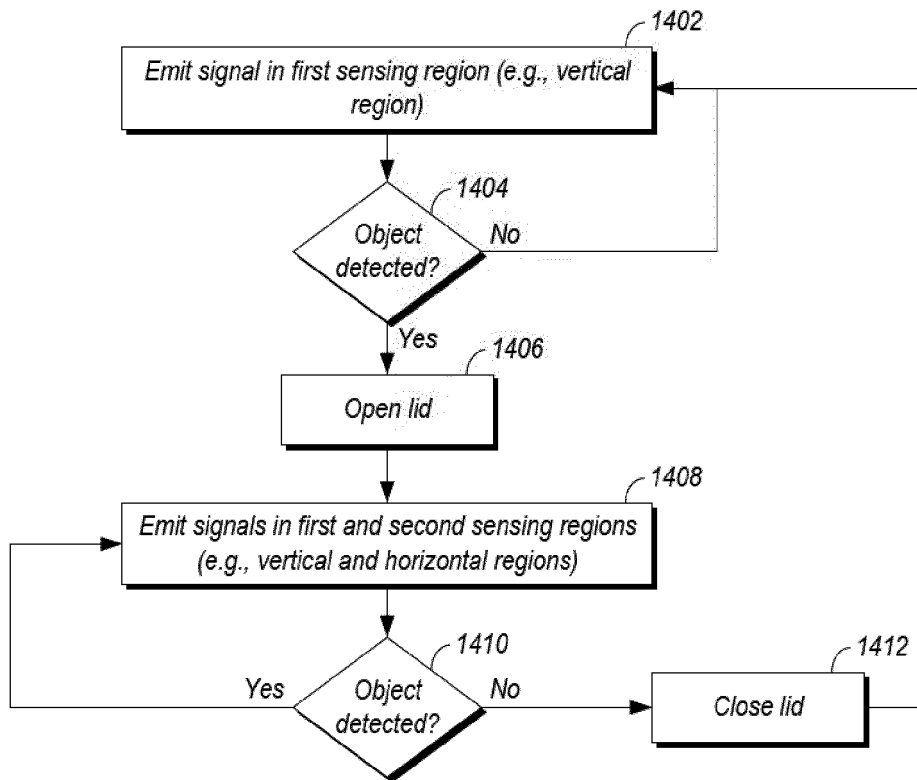 1402
Emit signal in first sensing region (e.g., vertical
region)
1404
Object
detected?
No
Yes
1406
Open lid
1408
Emit signals in first and second sensing regions
(e.g., vertical and horizontal regions)
1410
Yes
Object
detected?
No
1412
Close lid